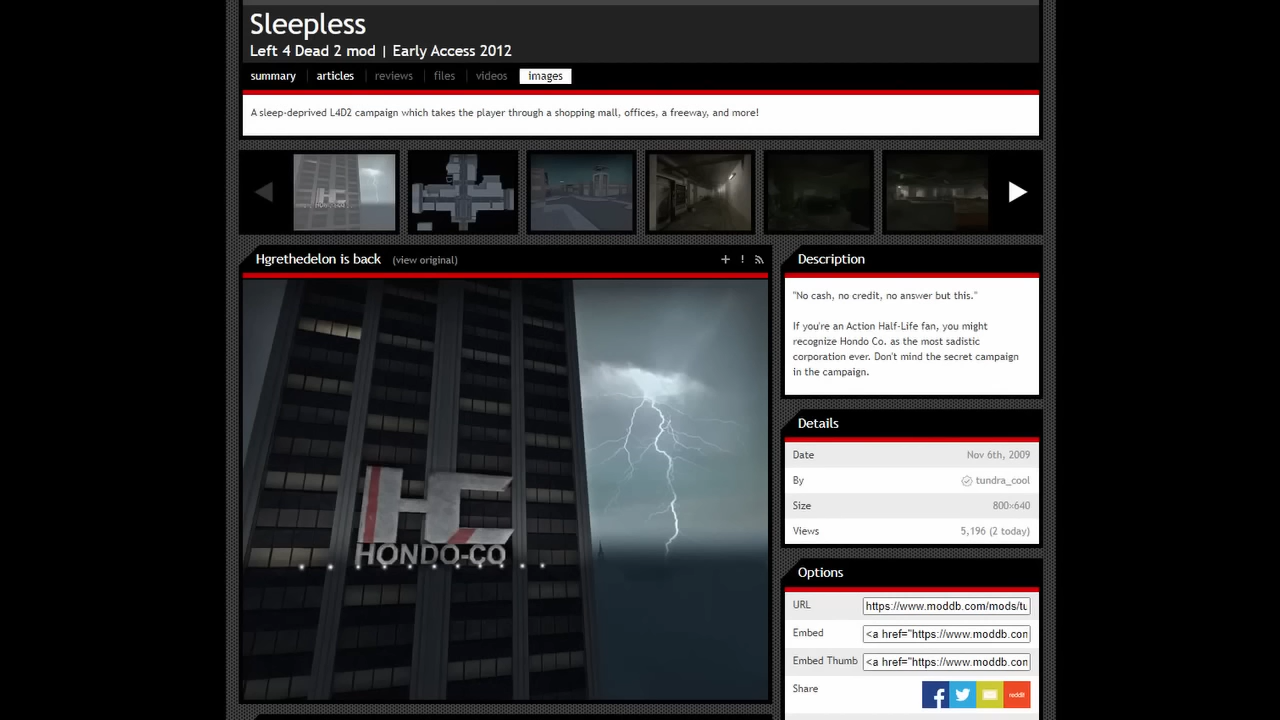 Sleepless
Left 4 Dead 2 mod | Early Access 2012
summary articles reviews files videos images
A sleep-deprived L4D2 campaign which takes the player through a shopping mall, offices, a freeway, and more!
Hgrethedelon is back (view original)
HC
HONDO-CO
Description
"No cash, no credit, no answer but this."
If you're an Action Half-Life fan, you might
recognize Hondo Co. as the most sadistic
corporation ever. Don't mind the secret campaign
in the campaign.
Details
Date Nov 6th, 2009
By tundra_cool
Size 800×640
Views 5,196 (2 today)
Options
URL https://www.moddb.com/mods/tu
Embed <a href="https://www.moddb.con
Embed Thumb <a href="https://www.moddb.con
Share reddit